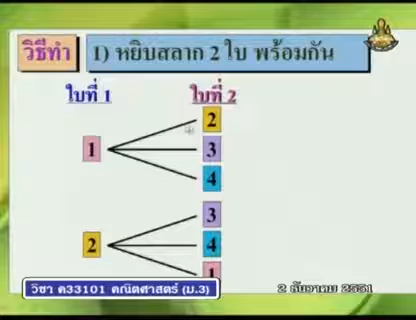 วิธีทำ 1) หยิบสลาก 2 ใบ พร้อมกัน
ใบที่ 1 ใบที่ 2
2
1 3
4
3
2 4
1
วิชา ค33101 คณิตศาสตร์ (ม.3) 2 ธันวาคม 2551